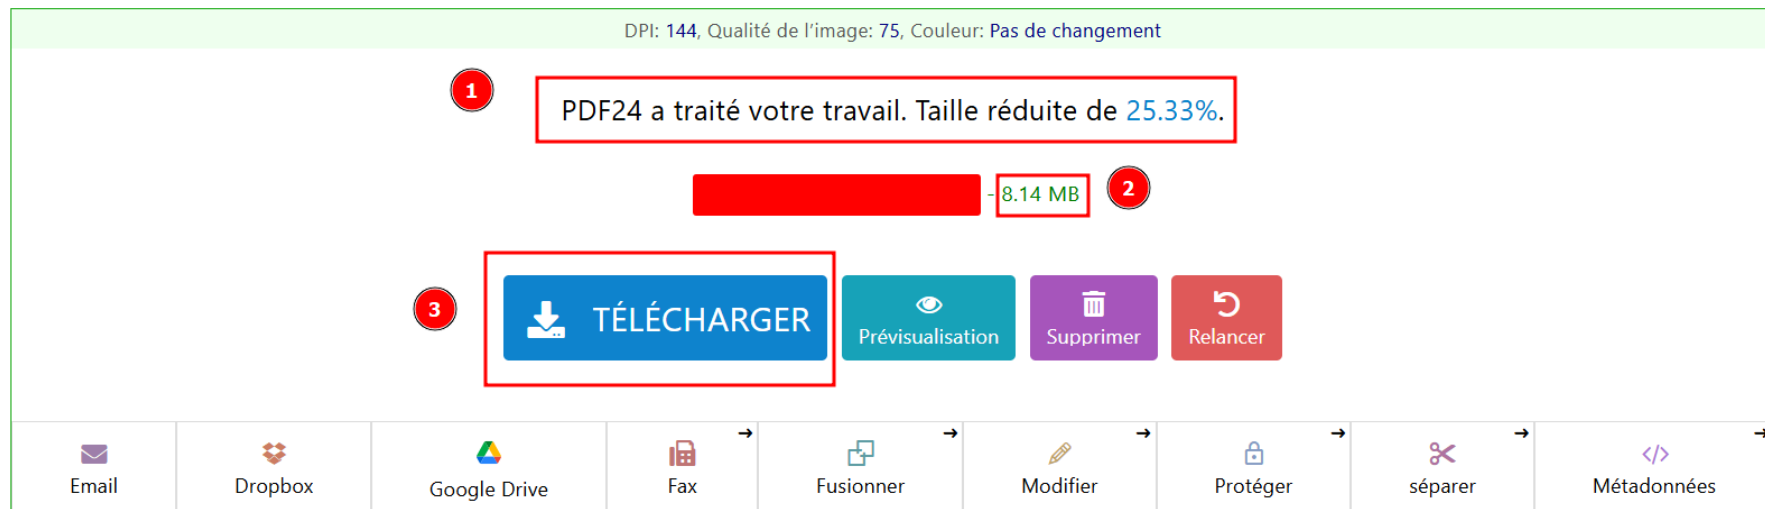 DPI: 144, Qualité de l'image: 75, Couleur: Pas de changement
1
PDF24 a traité votre travail. Taille réduite de 25.33%.
- 8.14 MB
2
3
TÉLÉCHARGER
Prévisualisation
Supprimer
Relancer
Email
Dropbox
Google Drive
Fax
Fusionner
Modifier
Protéger
séparer
Métadonnées